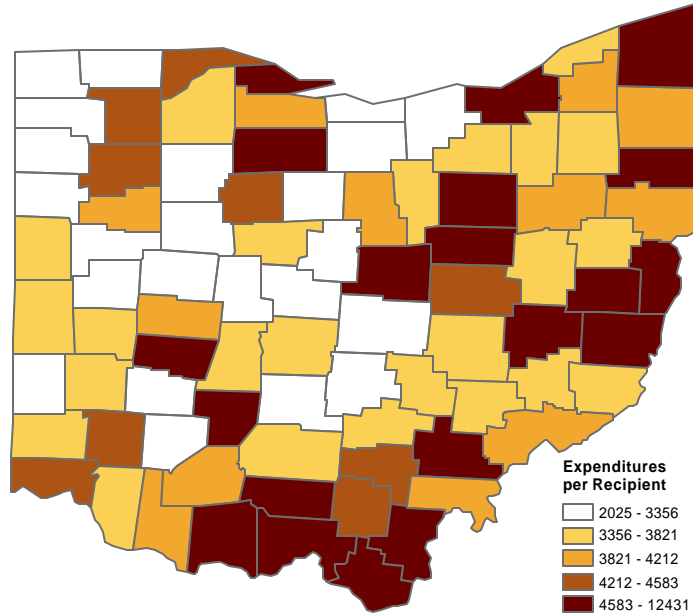 Expenditures
per Recipient
2025 - 3356
3356 - 3821
3821 - 4212
4212 - 4583
4583 - 12431